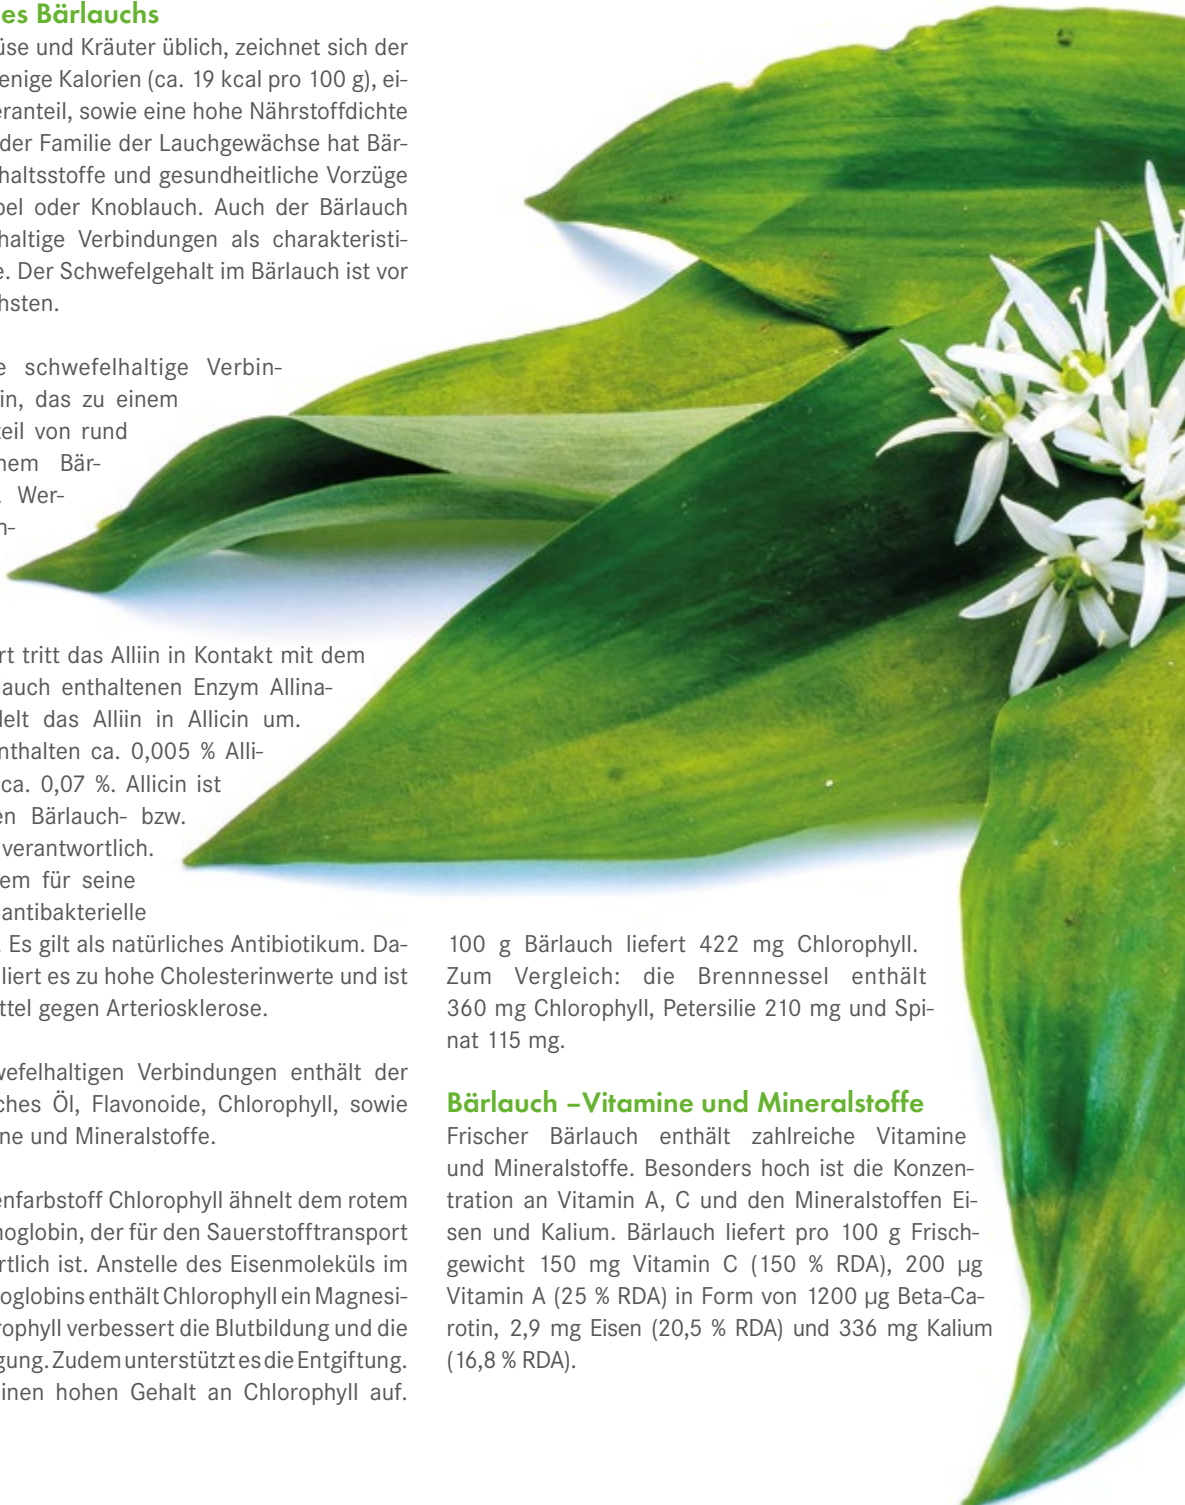 es Bärlauchs
üse und Kräuter üblich, zeichnet sich der
enige Kalorien (ca. 19 kcal pro 100 g), ei-
eranteil, sowie eine hohe Nährstoffdichte
der Familie der Lauchgewächse hat Bär-
haltsstoffe und gesundheitliche Vorzüge
bel oder Knoblauch. Auch der Bärlauch
haltige Verbindungen als charakteristi-
e. Der Schwefelgehalt im Bärlauch ist vor
hsten.
e schwefelhaltige Verbin-
in, das zu einem
eil von rund
nem Bär-
. Wer-
n-
rt tritt das Alliin in Kontakt mit dem
lauch enthaltenen Enzym Allina-
delt das Alliin in Allicin um.
nthalten ca. 0,005 % Alli-
ca. 0,07 %. Allicin ist
en Bärlauch- bzw.
verantwortlich.
em für seine
antibakterielle
. Es gilt als natürliches Antibiotikum. Da-
liert es zu hohe Cholesterinwerte und ist
ttel gegen Arteriosklerose.
wefelhaltigen Verbindungen enthält der
ches Öl, Flavonoide, Chlorophyll, sowie
ne und Mineralstoffe.
enfarbstoff Chlorophyll ähnelt dem rotem
moglobin, der für den Sauerstofftransport
rtlich ist. Anstelle des Eisenmoleküls im
oglobins enthält Chlorophyll ein Magnesi-
rophyll verbessert die Blutbildung und die
gung. Zudem unterstützt es die Entgiftung.
inen hohen Gehalt an Chlorophyll auf.
100 g Bärlauch liefert 422 mg Chlorophyll.
Zum Vergleich: die Brennnessel enthält
360 mg Chlorophyll, Petersilie 210 mg und Spi-
nat 115 mg.
Bärlauch – Vitamine und Mineralstoffe
Frischer Bärlauch enthält zahlreiche Vitamine
und Mineralstoffe. Besonders hoch ist die Konzen-
tration an Vitamin A, C und den Mineralstoffen Ei-
sen und Kalium. Bärlauch liefert pro 100 g Frisch-
gewicht 150 mg Vitamin C (150 % RDA), 200 µg
Vitamin A (25 % RDA) in Form von 1200 µg Beta-Ca-
rotin, 2,9 mg Eisen (20,5 % RDA) und 336 mg Kalium
(16,8 % RDA).